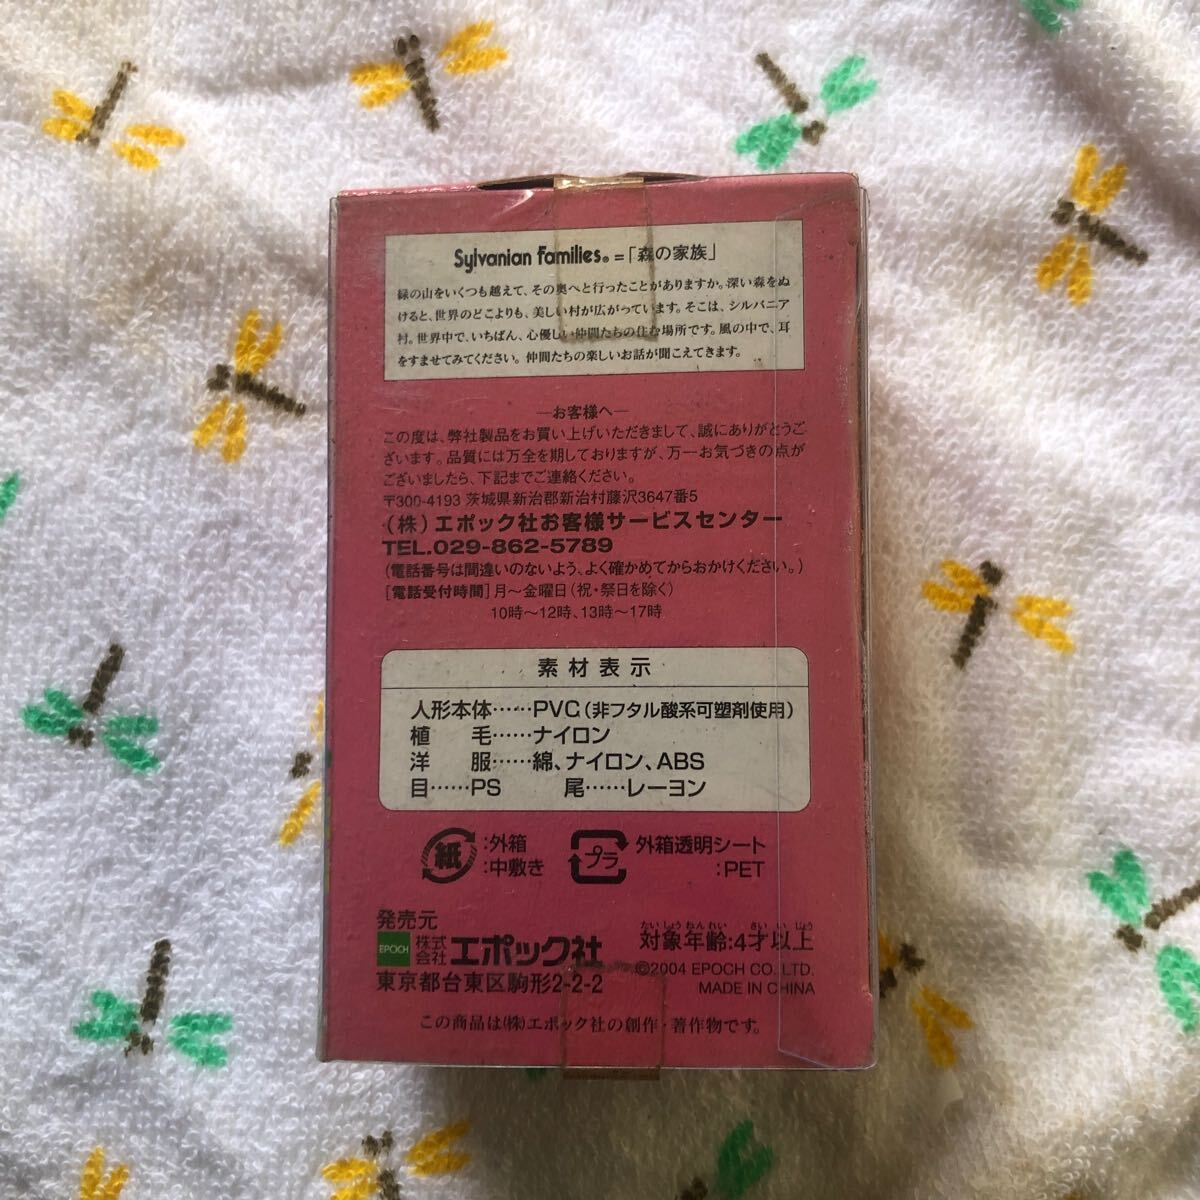 Sylvanian Families® =「森の家族」
緑の山をいくつも越えて、その奥へと行ったことがありますか。深い森をぬ
けると、世界のどこよりも、美しい村が広がっています。そこは、シルバニア
村。世界中で、いちばん、心優しい仲間たちの住む場所です。風の中で、耳
をすませてみてください。仲間たちの楽しいお話が聞こえてきます。
―お客様へ―
この度は、弊社製品をお買い上げいただきまして、誠にありがとうご
ざいます。品質には万全を期しておりますが、万一お気づきの点が
ございましたら、下記までご連絡ください。
〒300-4193 茨城県新治郡新治村藤沢3647番5
(株)エポック社お客様サービスセンター
TEL.029-862-5789
(電話番号は間違いのないよう、よく確かめてからおかけください。)
[電話受付時間]月〜金曜日(祝・祭日を除く)
10時〜12時、13時〜17時
素材表示
人形本体……PVC(非フタル酸系可塑剤使用)
植 毛……ナイロン
洋 服……綿、ナイロン、ABS
目……PS 尾……レーヨン
紙 :外箱
:中敷き
プラ 外箱透明シート
:PET
発売元
EPOCH 株式会社 エポック社
東京都台東区駒形2-2-2
たいしょうねんれい さい い じょう
対象年齢:4才以上
©2004 EPOCH CO., LTD.
MADE IN CHINA
この商品は(株)エポック社の創作・著作物です。